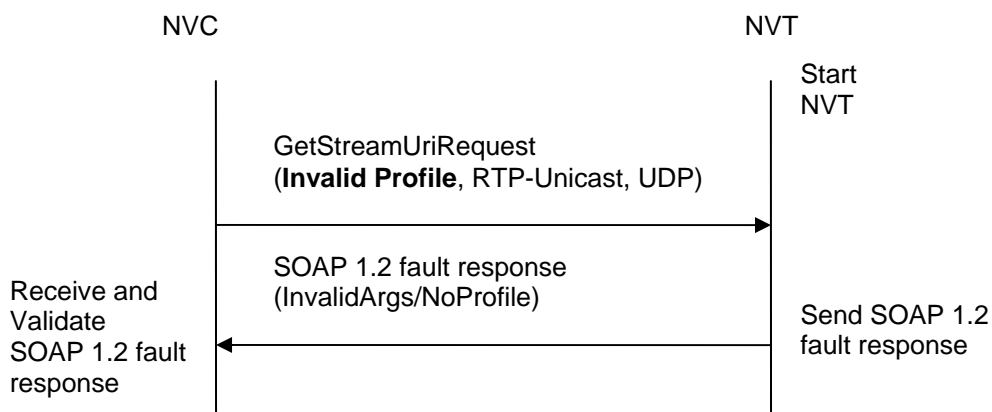 NVC
NVT
Start
NVT
GetStreamUriRequest
(Invalid Profile, RTP-Unicast, UDP)
SOAP 1.2 fault response
(InvalidArgs/NoProfile)
Receive and
Validate
SOAP 1.2 fault
response
Send SOAP 1.2
fault response